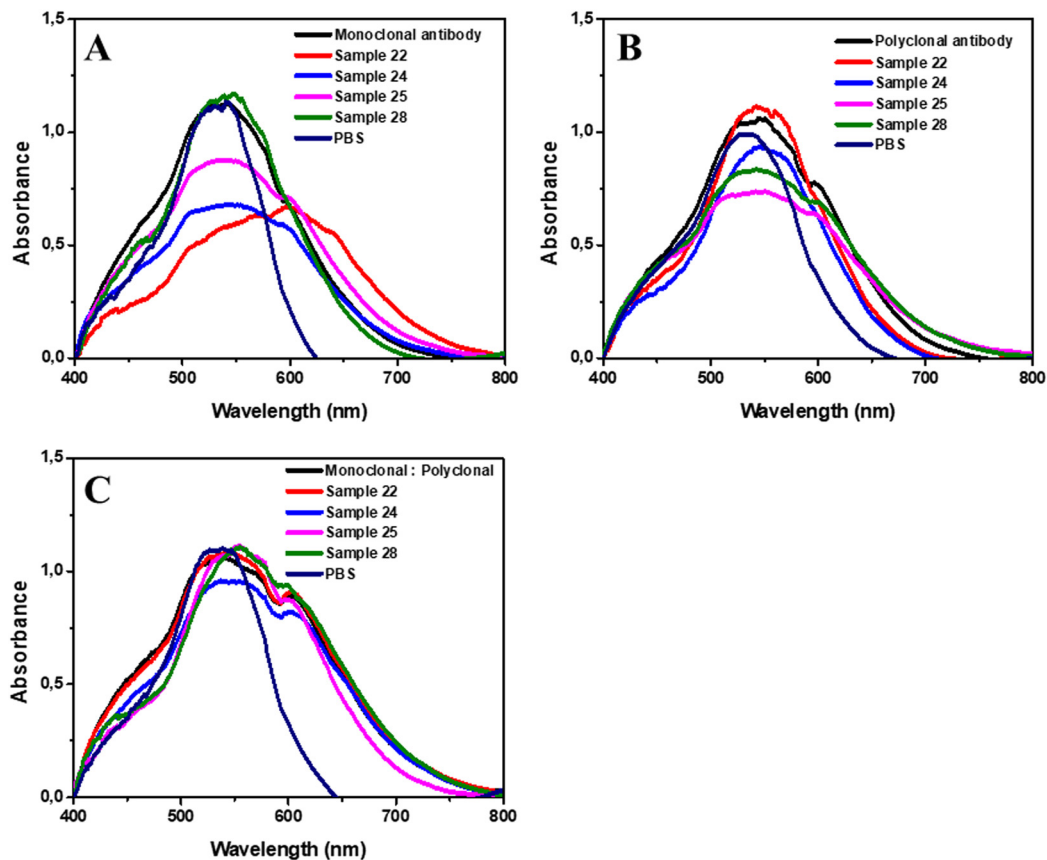 A
Monoclonal antibody
Sample 22
Sample 24
Sample 25
Sample 28
PBS
1,5
1,0
0,5
0,0
Absorbance
400 500 600 700 800
Wavelength (nm)
B
Polyclonal antibody
Sample 22
Sample 24
Sample 25
Sample 28
PBS
1,5
1,0
0,5
0,0
Absorbance
400 500 600 700 800
Wavelength (nm)
C
Monoclonal : Polyclonal
Sample 22
Sample 24
Sample 25
Sample 28
PBS
1,5
1,0
0,5
0,0
Absorbance
400 500 600 700 800
Wavelength (nm)